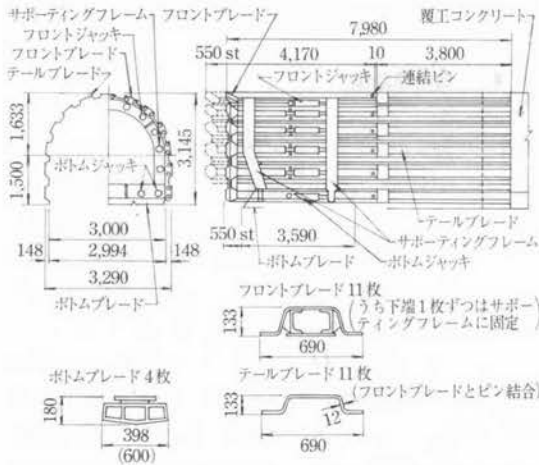 サポーティングフレーム
フロントジャッキ
フロントブレード
テールブレード
フロントブレード
7,980
覆工コンクリート
550 st
4,170
10
3,800
フロントジャッキ
連結ピン
1,633
1,500
3,145
ボトムジャッキ
3,000
148
2,994
148
3,290
ボトムブレード
3,590
550 st
テールブレード
サポーティングフレーム
ボトムブレード
ボトムジャッキ
フロントブレード 11枚
(うち下端1枚ずつはサポー
ティングフレームに固定)
133
690
ボトムブレード 4枚
180
398
(600)
テールブレード 11枚
(フロントブレードとピン結合)
133
12
690